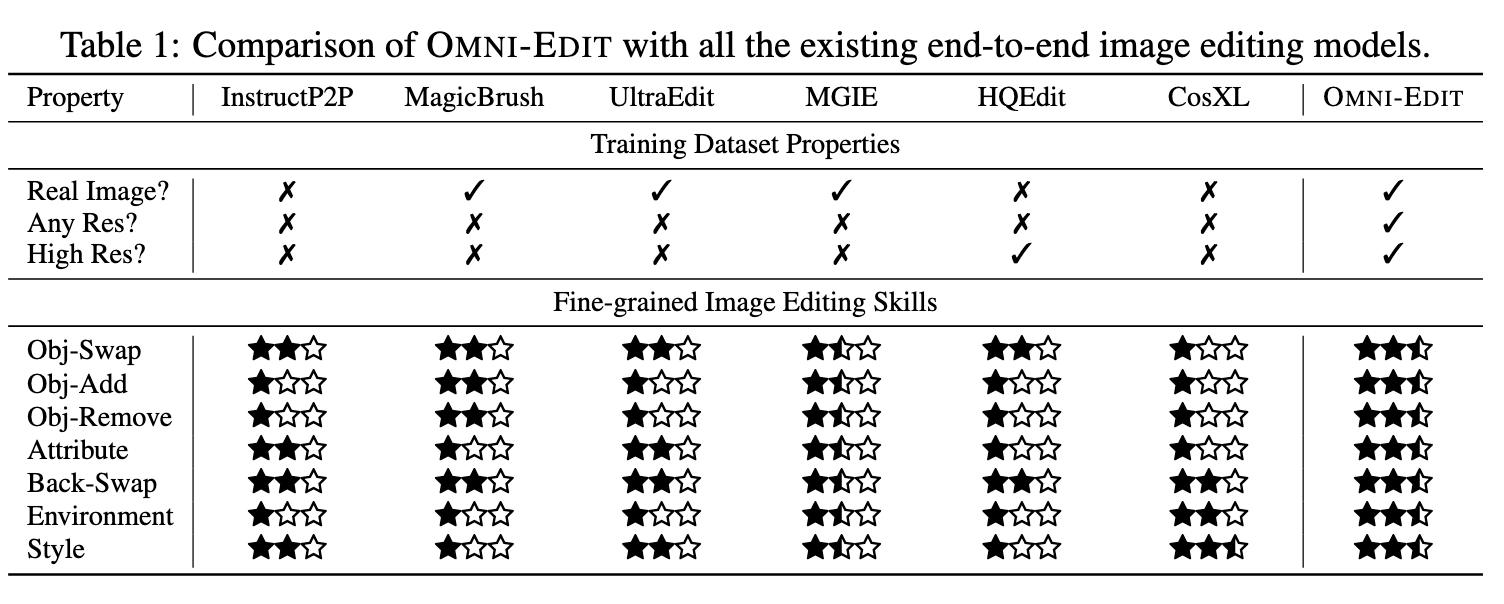 Table 1: Comparison of OMNI-EDIT with all the existing end-to-end image editing models.
Property InstructP2P MagicBrush UltraEdit MGIE HQEdit CosXL OMNI-EDIT
Training Dataset Properties
Real Image? ✗ ✓ ✓ ✓ ✗ ✗ ✓
Any Res? ✗ ✗ ✗ ✗ ✗ ✗ ✓
High Res? ✗ ✗ ✗ ✗ ✓ ✗ ✓
Fine-grained Image Editing Skills
Obj-Swap ★★☆ ★★☆ ★★☆ ★⯪☆ ★★☆ ★☆☆ ★★⯪
Obj-Add ★☆☆ ★★☆ ★☆☆ ★⯪☆ ★☆☆ ★☆☆ ★★⯪
Obj-Remove ★☆☆ ★★☆ ★☆☆ ★⯪☆ ★☆☆ ★☆☆ ★★⯪
Attribute ★★☆ ★☆☆ ★★☆ ★⯪☆ ★☆☆ ★☆☆ ★★⯪
Back-Swap ★★☆ ★★☆ ★★☆ ★⯪☆ ★★☆ ★★☆ ★★⯪
Environment ★☆☆ ★☆☆ ★☆☆ ★⯪☆ ★☆☆ ★★☆ ★★⯪
Style ★★☆ ★☆☆ ★★☆ ★⯪☆ ★☆☆ ★★⯪ ★★⯪